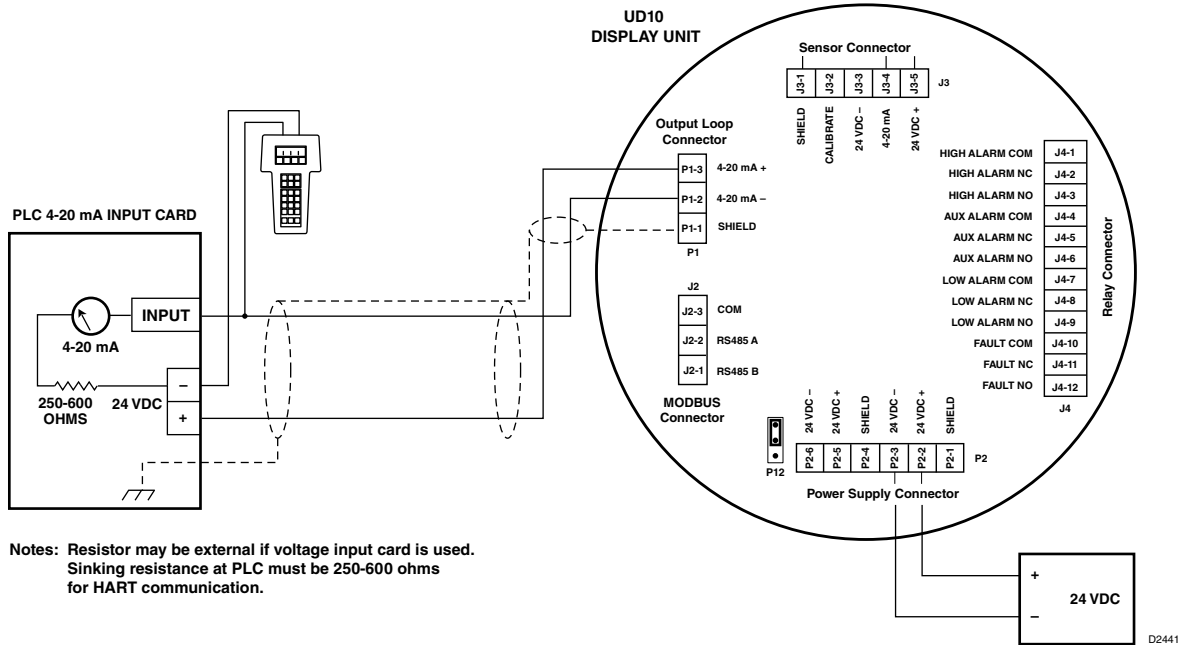 UD10
DISPLAY UNIT
Sensor Connector
J3-1
J3-2
J3-3
J3-4
J3-5
J3
SHIELD
CALIBRATE
24 VDC –
4-20 mA
24 VDC +
Output Loop
Connector
P1-3 4-20 mA +
P1-2 4-20 mA –
P1-1 SHIELD
P1
HIGH ALARM COM J4-1
HIGH ALARM NC J4-2
HIGH ALARM NO J4-3
AUX ALARM COM J4-4
AUX ALARM NC J4-5
AUX ALARM NO J4-6
LOW ALARM COM J4-7
LOW ALARM NC J4-8
LOW ALARM NO J4-9
FAULT COM J4-10
FAULT NC J4-11
FAULT NO J4-12
J4
Relay Connector
J2
J2-3 COM
J2-2 RS485 A
J2-1 RS485 B
MODBUS
Connector
PLC 4-20 mA INPUT CARD
INPUT
4-20 mA
250-600
OHMS
24 VDC
–
+
P12
24 VDC –
24 VDC +
SHIELD
24 VDC –
24 VDC +
SHIELD
P2-6
P2-5
P2-4
P2-3
P2-2
P2-1
P2
Power Supply Connector
+
24 VDC
–
Notes: Resistor may be external if voltage input card is used.
Sinking resistance at PLC must be 250-600 ohms
for HART communication.
D2441